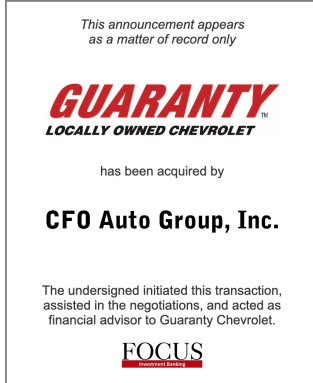 This announcement appears
as a matter of record only
GUARANTY™
LOCALLY OWNED CHEVROLET
has been acquired by
CFO Auto Group, Inc.
The undersigned initiated this transaction,
assisted in the negotiations, and acted as
financial advisor to Guaranty Chevrolet.
FOCUS
Investment Banking